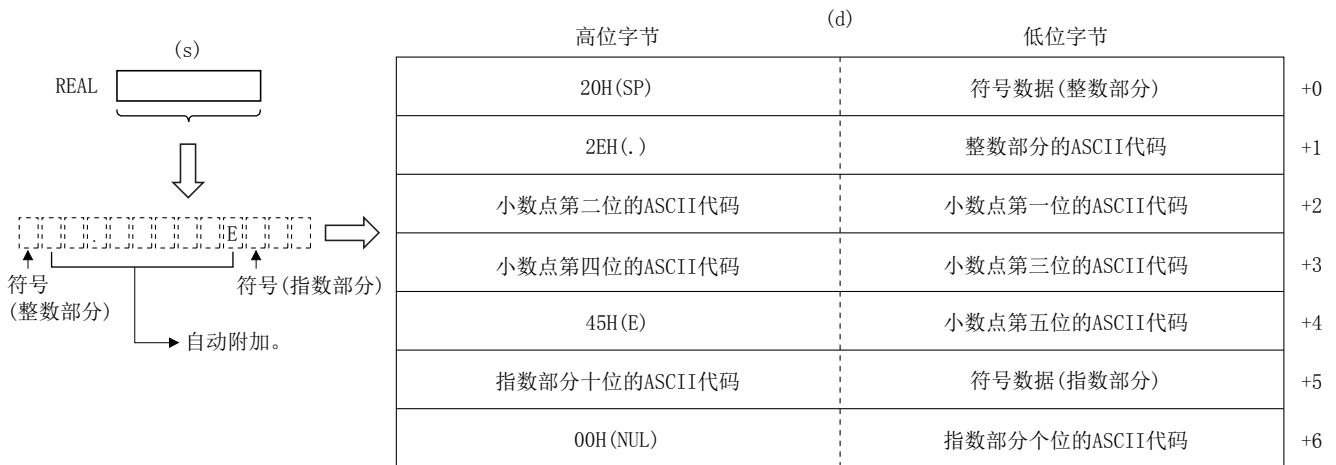 (s)
REAL
. E
符号
(整数部分)
符号(指数部分)
自动附加。
(d)
高位字节 低位字节
20H(SP) 符号数据(整数部分) +0
2EH(.) 整数部分的ASCII代码 +1
小数点第二位的ASCII代码 小数点第一位的ASCII代码 +2
小数点第四位的ASCII代码 小数点第三位的ASCII代码 +3
45H(E) 小数点第五位的ASCII代码 +4
指数部分十位的ASCII代码 符号数据(指数部分) +5
00H(NUL) 指数部分个位的ASCII代码 +6